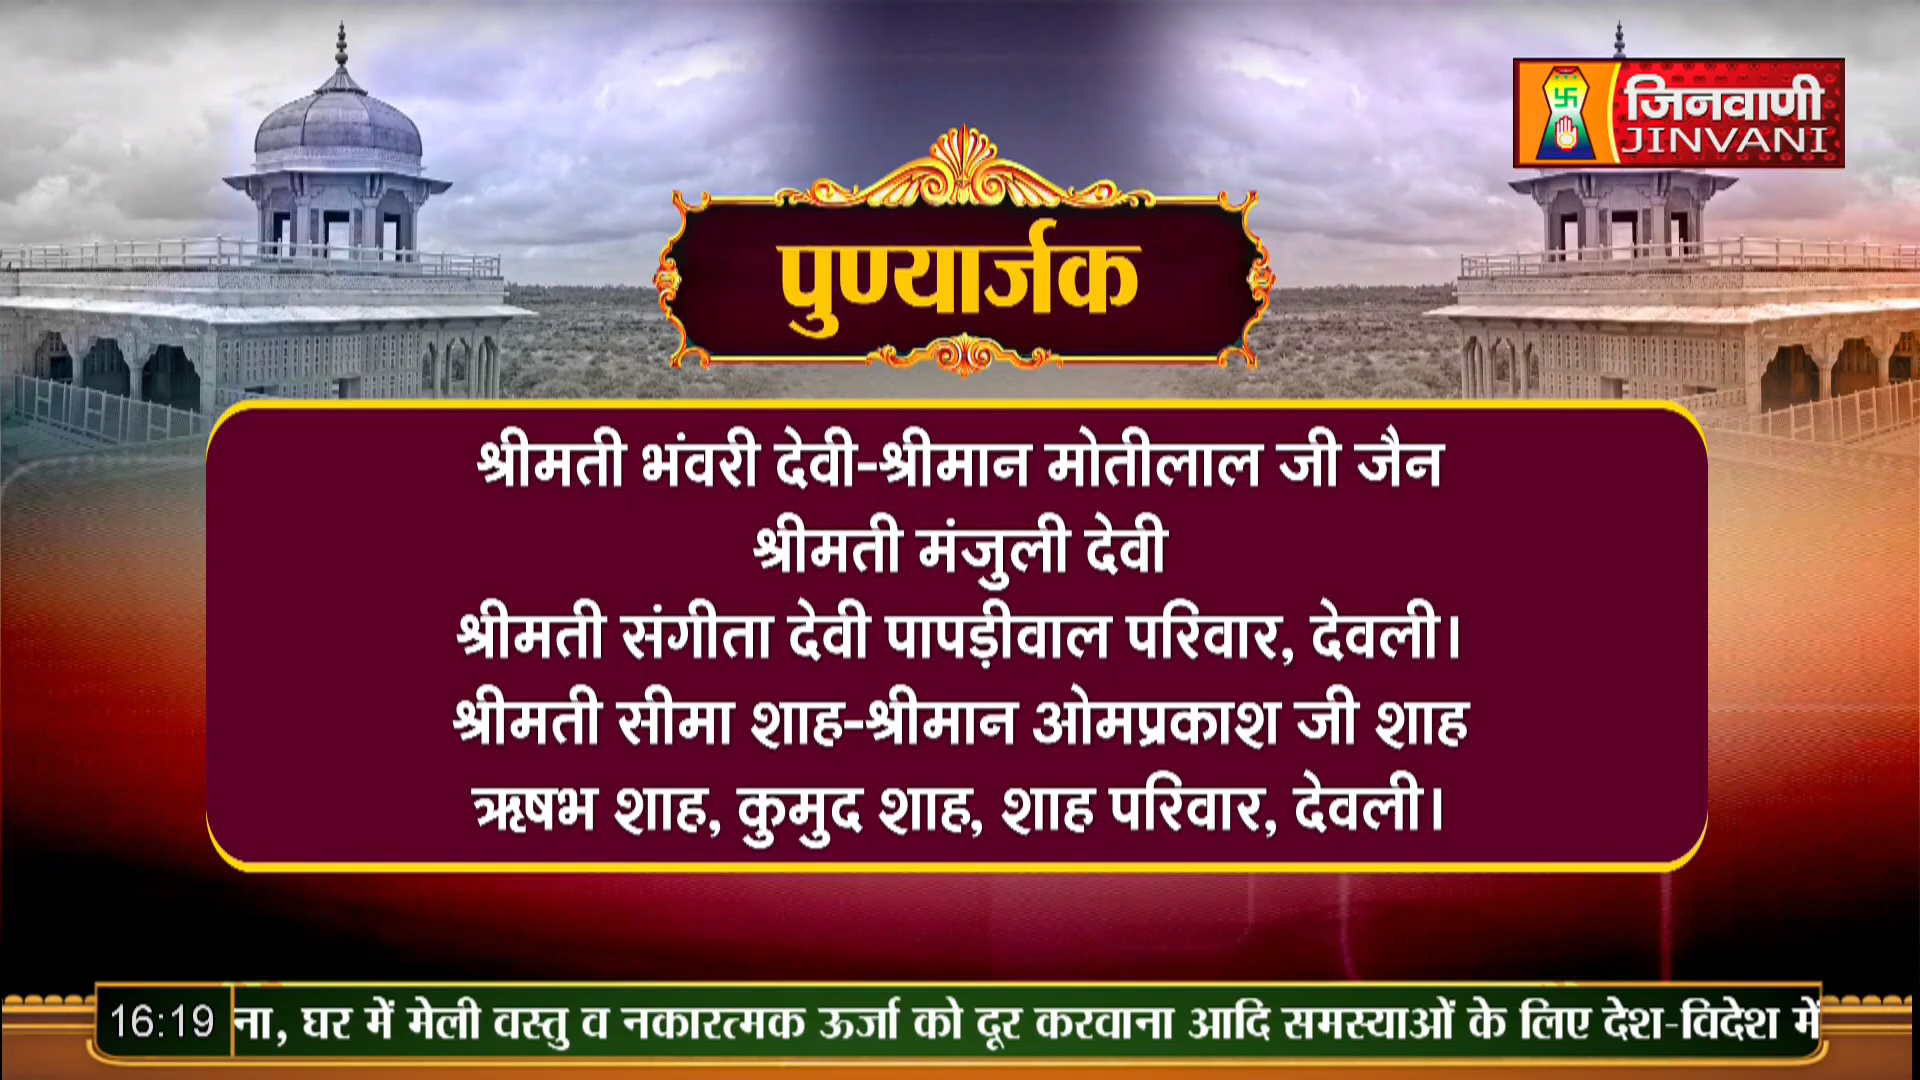 जिनवाणी
JINVANI
पुण्यार्जक
श्रीमती भंवरी देवी-श्रीमान मोतीलाल जी जैन
श्रीमती मंजुली देवी
श्रीमती संगीता देवी पापड़ीवाल परिवार, देवली।
श्रीमती सीमा शाह-श्रीमान ओमप्रकाश जी शाह
ऋषभ शाह, कुमुद शाह, शाह परिवार, देवली।
16:19 ना, घर में मेली वस्तु व नकारत्मक ऊर्जा को दूर करवाना आदि समस्याओं के लिए देश-विदेश में